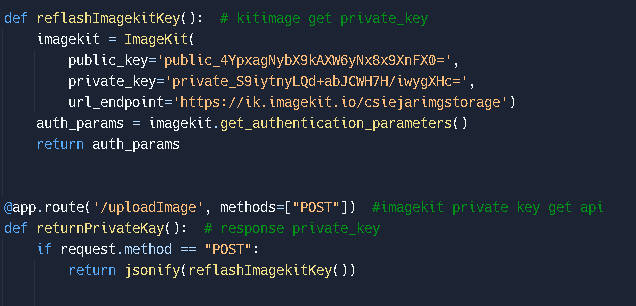 def reflashImagekitKey():  # kitimage get private_key
    imagekit = ImageKit(
        public_key='public_4YpxagNybX9kAXW6yNx8x9XnFX0=',
        private_key='private_S9iytnyLQd+abJCWH7H/iwygXHc=',
        url_endpoint='https://ik.imagekit.io/csiejarimgstorage')
    auth_params = imagekit.get_authentication_parameters()
    return auth_params
@app.route('/uploadImage', methods=["POST"])  #imagekit private key get api
def returnPrivateKay():  # response private_key
    if request.method == "POST":
        return jsonify(reflashImagekitKey())